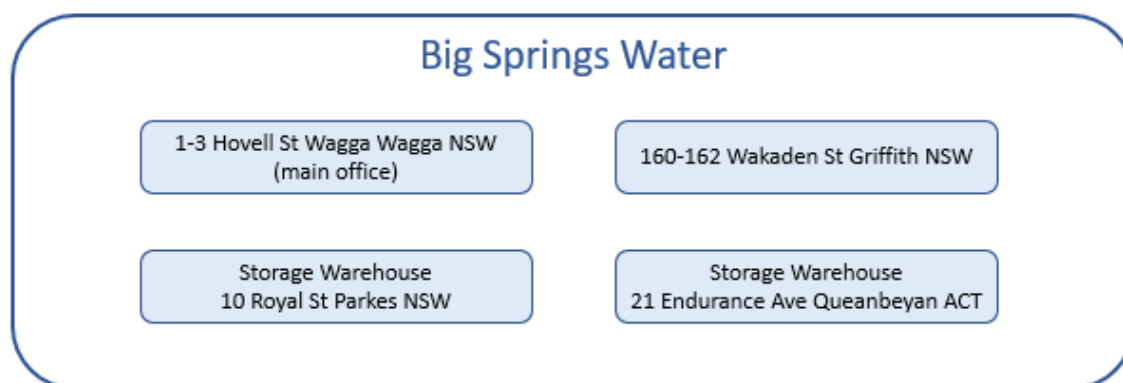 Big Springs Water
1-3 Hovell St Wagga Wagga NSW
(main office)
160-162 Wakaden St Griffith NSW
Storage Warehouse
10 Royal St Parkes NSW
Storage Warehouse
21 Endurance Ave Queanbeyan ACT